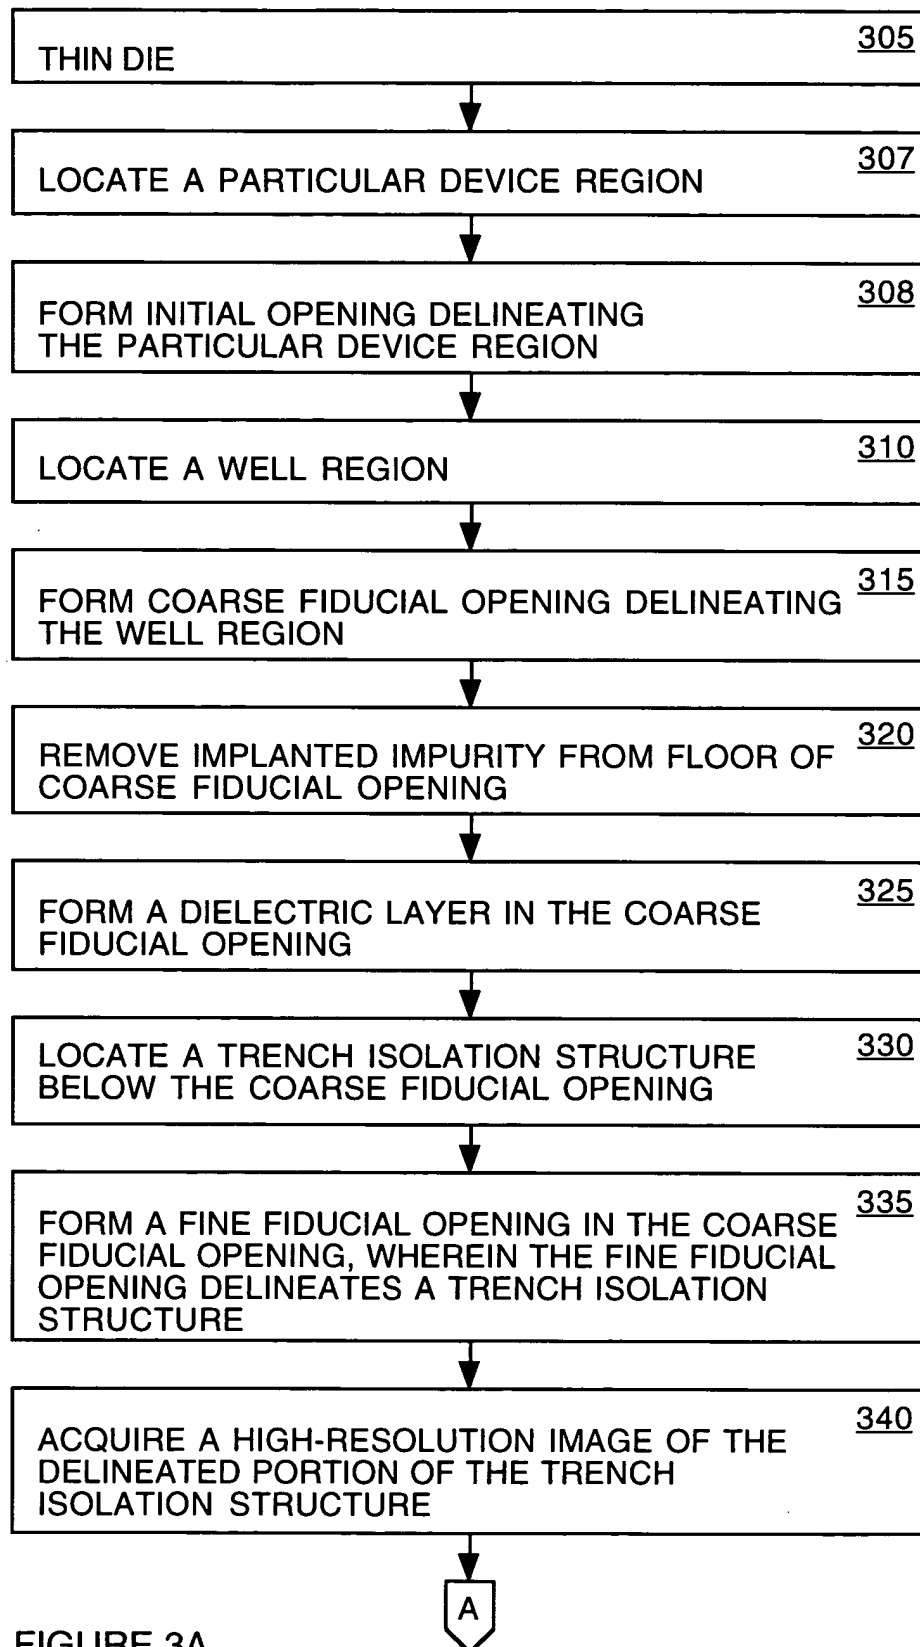 305
THIN DIE
307
LOCATE A PARTICULAR DEVICE REGION
308
FORM INITIAL OPENING DELINEATING
THE PARTICULAR DEVICE REGION
310
LOCATE A WELL REGION
315
FORM COARSE FIDUCIAL OPENING DELINEATING
THE WELL REGION
320
REMOVE IMPLANTED IMPURITY FROM FLOOR OF
COARSE FIDUCIAL OPENING
325
FORM A DIELECTRIC LAYER IN THE COARSE
FIDUCIAL OPENING
330
LOCATE A TRENCH ISOLATION STRUCTURE
BELOW THE COARSE FIDUCIAL OPENING
335
FORM A FINE FIDUCIAL OPENING IN THE COARSE
FIDUCIAL OPENING, WHEREIN THE FINE FIDUCIAL
OPENING DELINEATES A TRENCH ISOLATION
STRUCTURE
340
ACQUIRE A HIGH-RESOLUTION IMAGE OF THE
DELINEATED PORTION OF THE TRENCH
ISOLATION STRUCTURE
A
FIGURE 3A